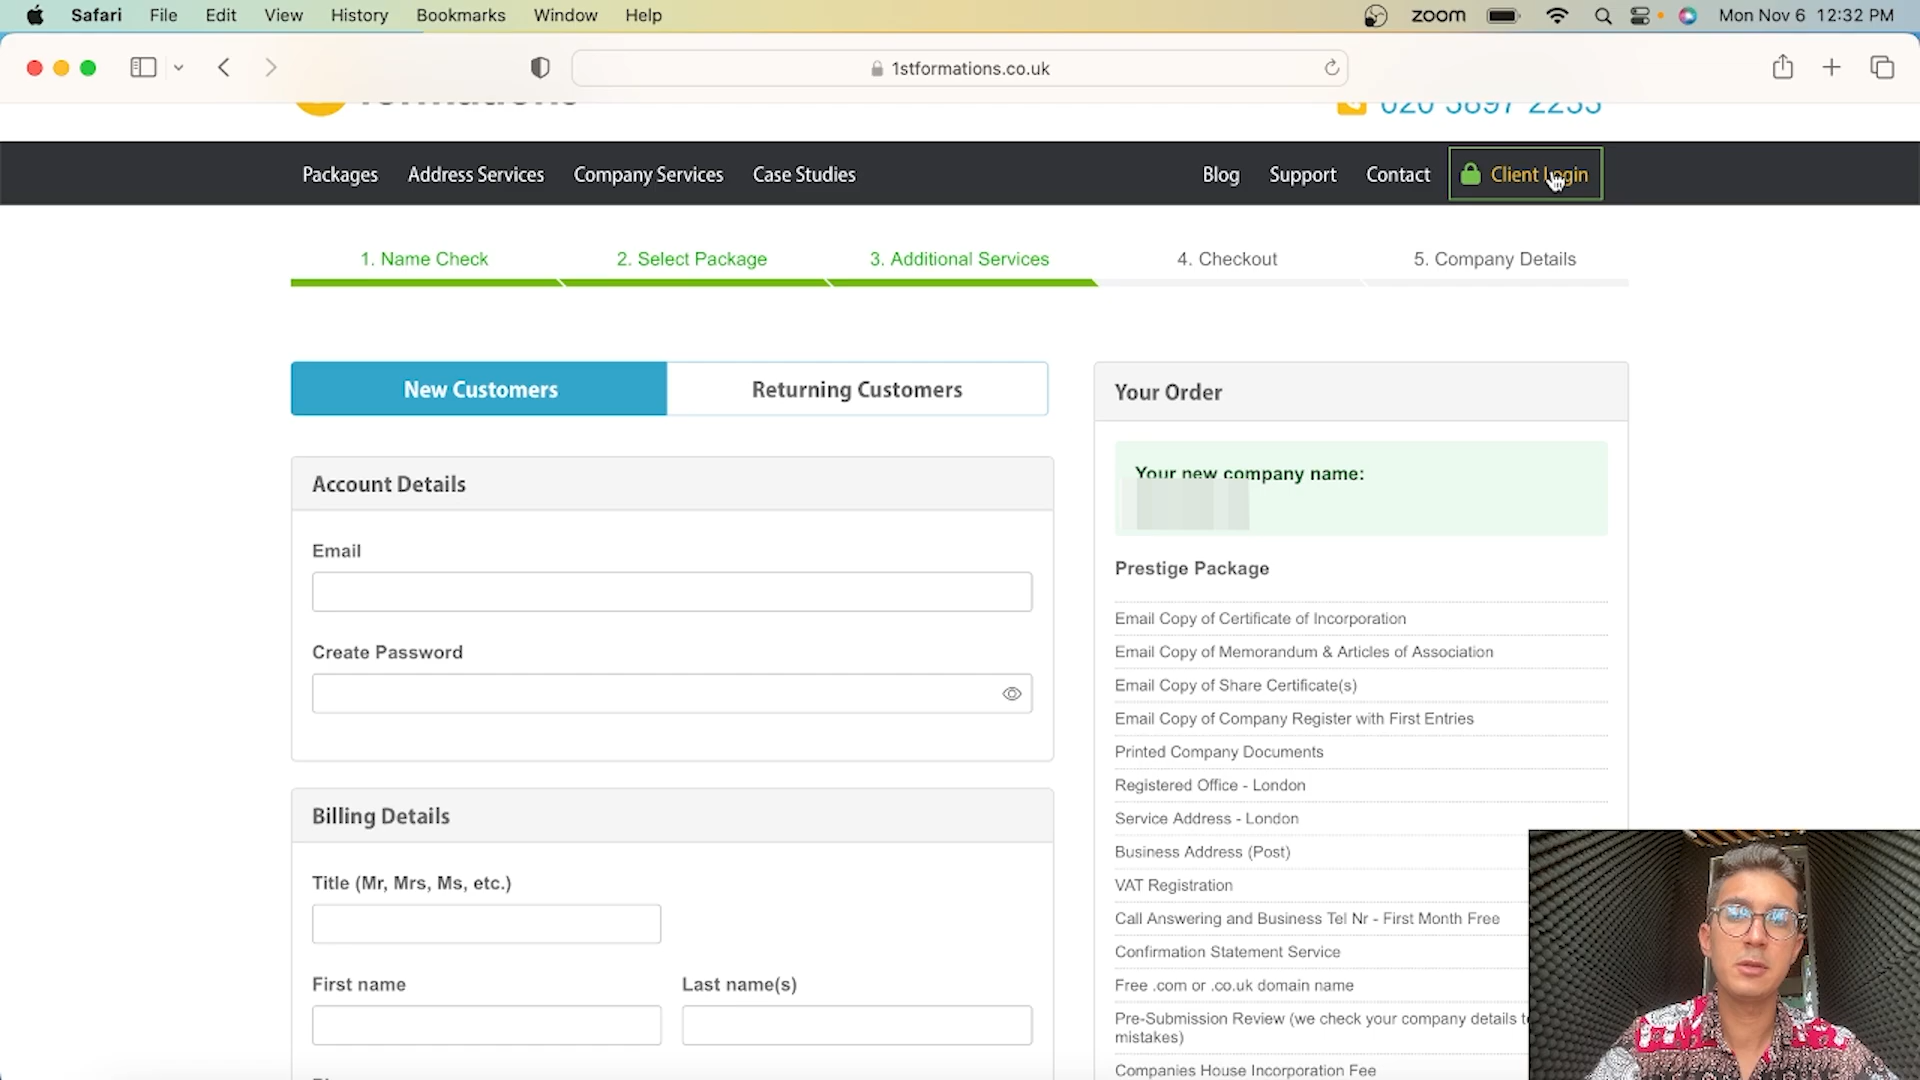 Safari File Edit View History Bookmarks Window Help zoom Mon Nov 6 12:32 PM
1stformations.co.uk
formations 020 3897 2233
Packages Address Services Company Services Case Studies Blog Support Contact Client Login
1. Name Check 2. Select Package 3. Additional Services 4. Checkout 5. Company Details
New Customers Returning Customers
Account Details
Email
Create Password
Billing Details
Title (Mr, Mrs, Ms, etc.)
First name Last name(s)
Your Order
Your new company name:
Prestige Package
Email Copy of Certificate of Incorporation
Email Copy of Memorandum & Articles of Association
Email Copy of Share Certificate(s)
Email Copy of Company Register with First Entries
Printed Company Documents
Registered Office - London
Service Address - London
Business Address (Post)
VAT Registration
Call Answering and Business Tel Nr - First Month Free
Confirmation Statement Service
Free .com or .co.uk domain name
Pre-Submission Review (we check your company details
mistakes)
Companies House Incorporation Fee